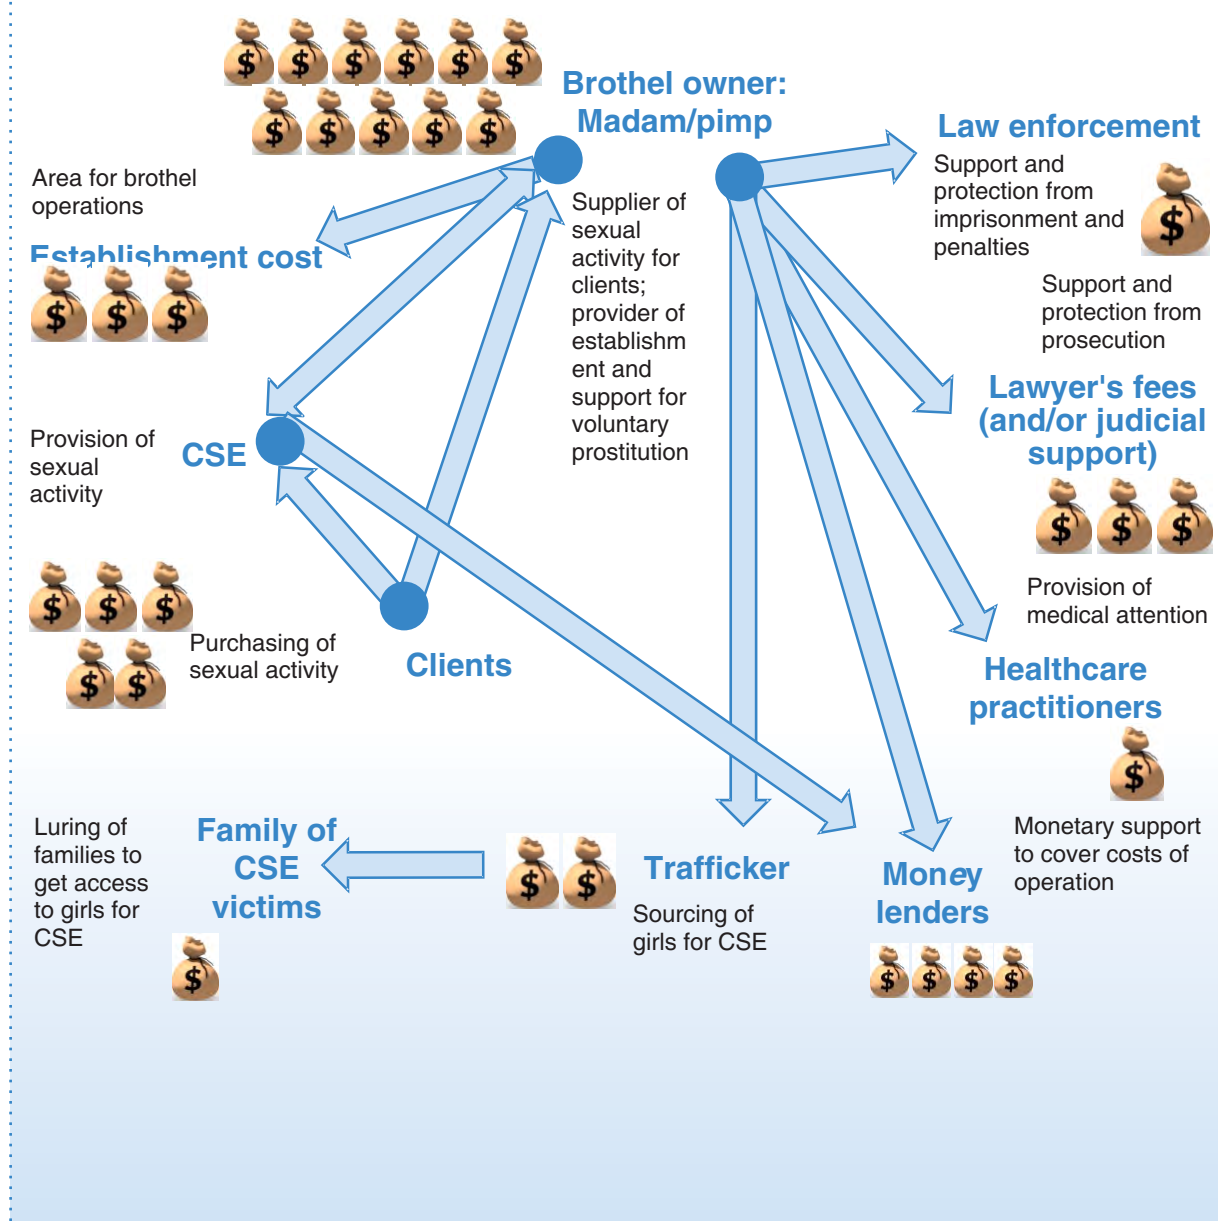 Brothel owner:
Madam/pimp
Supplier of
sexual
activity for
clients;
provider of
establishm
ent and
support for
voluntary
prostitution
Law enforcement
Support and
protection from
imprisonment and
penalties
Area for brothel
operations
Establishment cost
Support and
protection from
prosecution
Lawyer's fees
(and/or judicial
support)
Provision of
sexual
activity
CSE
Provision of
medical attention
Healthcare
practitioners
Purchasing of
sexual activity
Clients
Monetary support
to cover costs of
operation
Money
lenders
Luring of
families to
get access
to girls for
CSE
Family of
CSE
victims
Trafficker
Sourcing of
girls for CSE
$ $ $ $ $ $
$ $ $ $ $
$ $ $
$ $ $
$ $
$
$ $ $
$
$ $
$
$ $ $ $